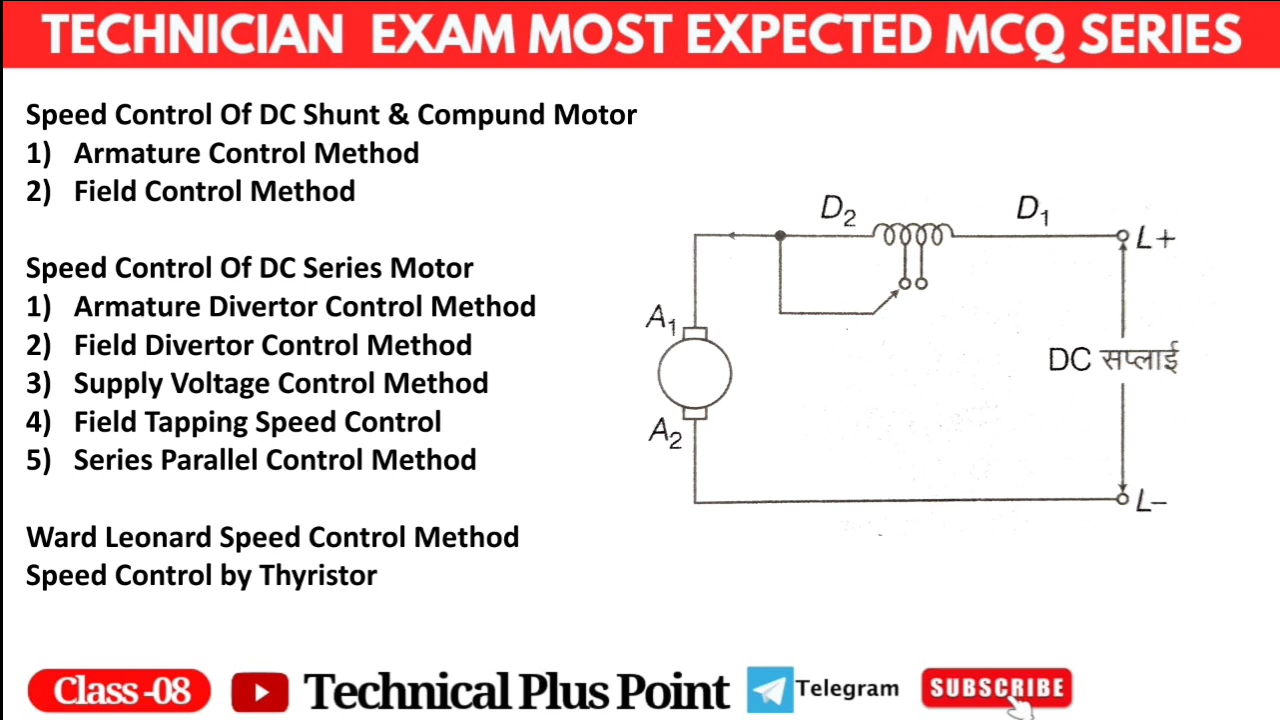 TECHNICIAN EXAM MOST EXPECTED MCQ SERIES
Speed Control Of DC Shunt & Compund Motor
1) Armature Control Method
2) Field Control Method
Speed Control Of DC Series Motor
1) Armature Divertor Control Method
2) Field Divertor Control Method
3) Supply Voltage Control Method
4) Field Tapping Speed Control
5) Series Parallel Control Method
Ward Leonard Speed Control Method
Speed Control by Thyristor
D2 D1
L+
A1
DC सप्लाई
A2
L–
Class -08 Technical Plus Point Telegram SUBSCRIBE